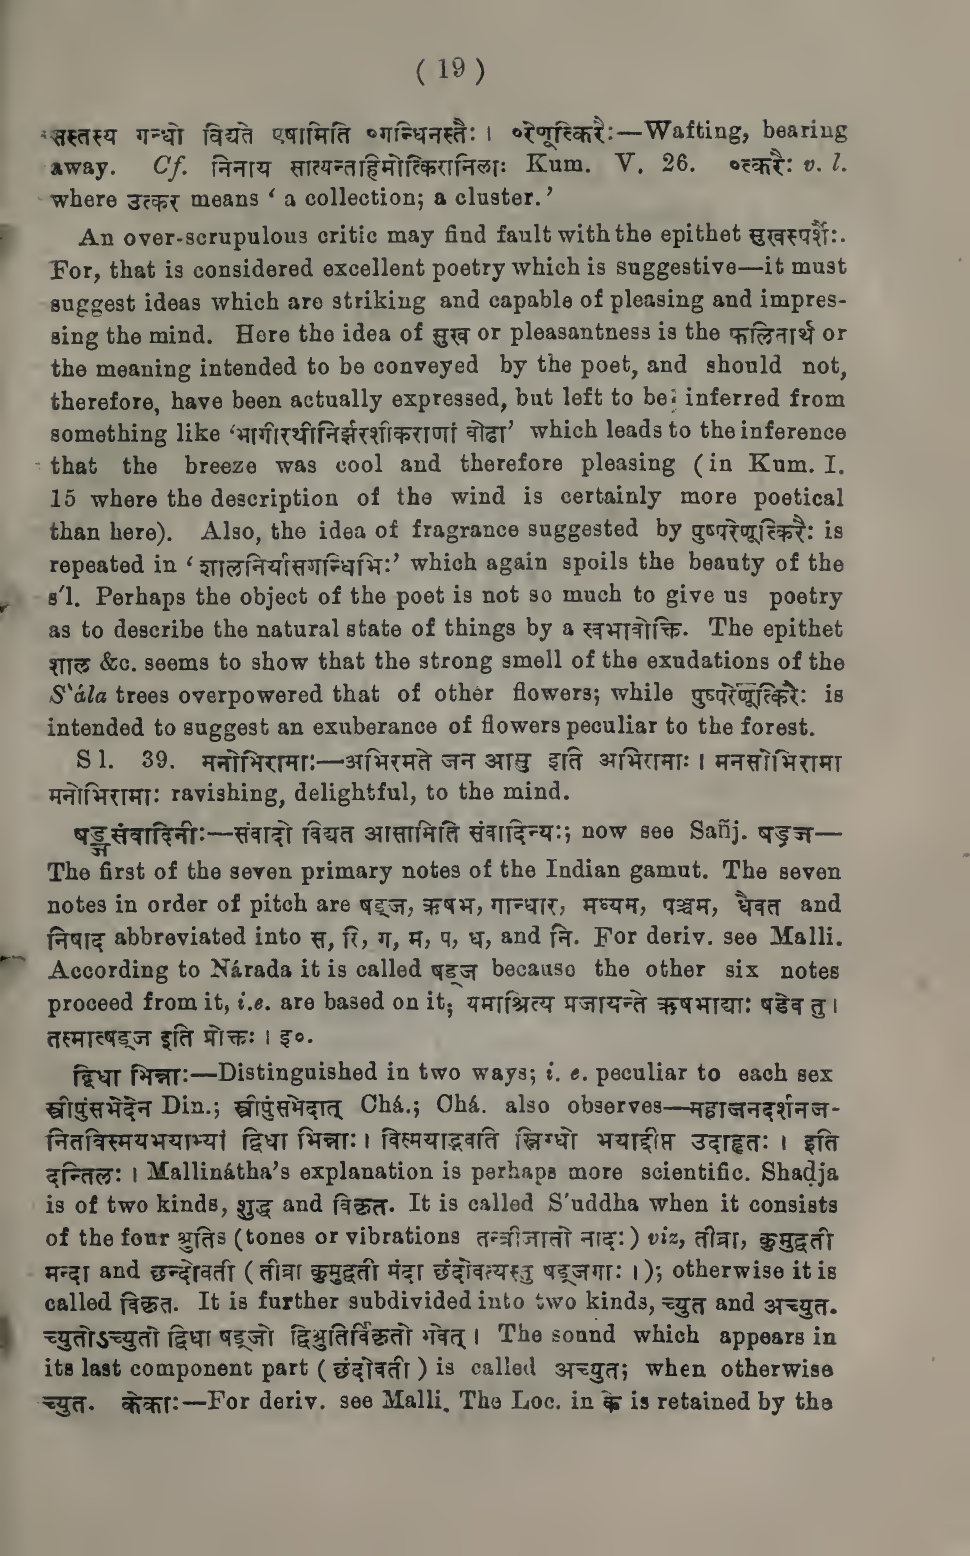 ( 19 )
सस्तस्य गन्धो विद्यते एषामिति ०गन्धिनस्तैः । ०रेणूत्किरैः—Wafting, bearing
away. Cf. निनाय सात्यन्तहिमोत्किरानिलाः Kum. V. 26. ०त्करैः v. l.
where उत्कर means ‘ a collection; a cluster.’
An over-scrupulous critic may find fault with the epithet सुखस्पर्शैः.
For, that is considered excellent poetry which is suggestive—it must
suggest ideas which are striking and capable of pleasing and impres-
sing the mind. Here the idea of सुख or pleasantness is the फलितार्थ or
the meaning intended to be conveyed by the poet, and should not,
therefore, have been actually expressed, but left to be inferred from
something like ‘भागीरथीनिर्झरशीकराणां वोढा’ which leads to the inference
that the breeze was cool and therefore pleasing ( in Kum. I.
15 where the description of the wind is certainly more poetical
than here). Also, the idea of fragrance suggested by पुष्परेणूत्किरैः is
repeated in ‘ शालनिर्यासगन्धिभिः’ which again spoils the beauty of the
s′l. Perhaps the object of the poet is not so much to give us poetry
as to describe the natural state of things by a स्वभावोक्ति. The epithet
शाल &c. seems to show that the strong smell of the exudations of the
S‵ála trees overpowered that of other flowers; while पुष्परेणूत्किरैः is
intended to suggest an exuberance of flowers peculiar to the forest.
Sl. 39. मनोभिरामाः—अभिरमते जन आसु इति अभिरामाः । मनसोभिरामा
मनोभिरामाः ravishing, delightful, to the mind.
षड्जसंवादिनीः—संवादो विद्यत आसामिति संवादिन्यः; now see Sañj. षड्ज—
The first of the seven primary notes of the Indian gamut. The seven
notes in order of pitch are षड्ज, ऋषभ, गान्धार, मध्यम, पञ्चम, धैवत and
निषाद abbreviated into स, रि, ग, म, प, ध, and नि. For deriv. see Malli.
According to Nárada it is called षड्ज because the other six notes
proceed from it, i.e. are based on it; यमाश्रित्य प्रजायन्ते ऋषभाद्याः षडेव तु ।
तस्मात्षड्ज इति प्रोक्तः । इ०.
द्विधा भिन्नाः—Distinguished in two ways; i. e. peculiar to each sex
स्त्रीपुंसभेदेन Din.; स्त्रीपुंसभेदात् Chá.; Chá. also observes—महाजनदर्शनज-
नितविस्मयभयाभ्यां द्विधा भिन्नाः । विस्मयाद्भवति स्निग्धो भयाद्दीप्त उदाहृतः । इति
दन्तिलः । Mallinátha’s explanation is perhaps more scientific. Shaḍja
is of two kinds, शुद्ध and विकृत. It is called S′uddha when it consists
of the four श्रुतिs (tones or vibrations तन्त्रीजातो नादः) viz, तीव्रा, कुमुद्वती
मन्दा and छन्दोवती ( तीव्रा कुमुद्वती मंदा छंदोवत्यस्तु षड्जगाः । ); otherwise it is
called विकृत. It is further subdivided into two kinds, च्युत and अच्युत.
च्युतोऽच्युतो द्विधा षड्जो द्विश्रुतिर्विकृतो भवेत् । The sound which appears in
its last component part ( छंदोवती ) is called अच्युत; when otherwise
च्युत. केकाः—For deriv. see Malli. The Loc. in के is retained by the